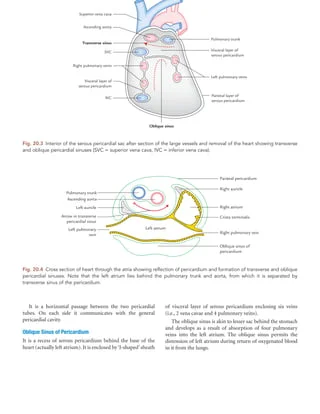 Superior vena cava
Ascending aorta
Transverse sinus
SVC
Right pulmonary veins
Visceral layer of
serous pericardium
IVC
Pulmonary trunk
Visceral layer of
serous pericardium
Left pulmonary veins
Parietal layer of
serous pericardium
Oblique sinus
Fig. 20.3 Interior of the serous pericardial sac after section of the large vessels and removal of the heart showing transverse
and oblique pericardial sinuses (SVC = superior vena cava, IVC = inferior vena cava).
Pulmonary trunk
Ascending aorta
Left auricle
Arrow in transverse
pericardial sinus
Left pulmonary
vein
Left atrium
Parietal pericardium
Right auricle
Right atrium
Crista terminalis
Right pulmonary vein
Oblique sinus of
pericardium
Fig. 20.4 Cross section of heart through the atria showing reflection of pericardium and formation of transverse and oblique
pericardial sinuses. Note that the left atrium lies behind the pulmonary trunk and aorta, from which it is separated by
transverse sinus of the pericardium.
It is a horizontal passage between the two pericardial
tubes. On each side it communicates with the general
pericardial cavity.
Oblique Sinus of Pericardium
It is a recess of serous pericardium behind the base of the
heart (actually left atrium). It is enclosed by 'J-shaped' sheath
of visceral layer of serous pericardium enclosing six veins
(i.e., 2 vena cavae and 4 pulmonary veins).
The oblique sinus is akin to lesser sac behind the stomach
and develops as a result of absorption of four pulmonary
veins into the left atrium. The oblique sinus permits the
distension of left atrium during return of oxygenated blood
in it from the lungs.